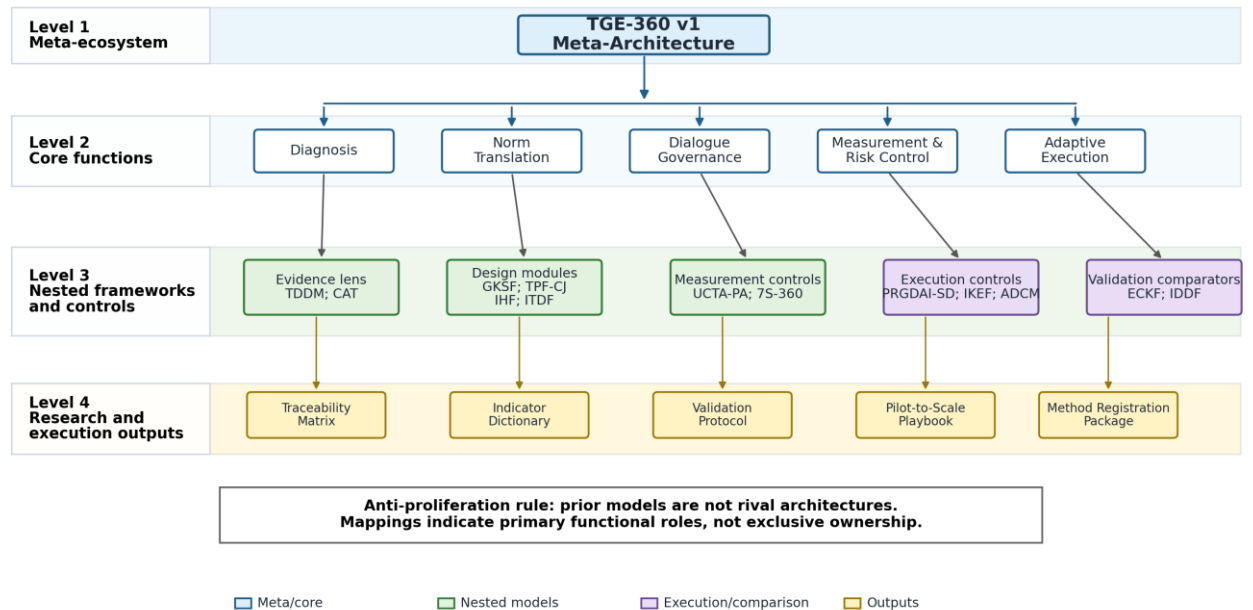 Level 1
Meta-ecosystem
TGE-360 v1
Meta-Architecture
Level 2
Core functions
Diagnosis
Norm
Translation
Dialogue
Governance
Measurement &
Risk Control
Adaptive
Execution
Level 3
Nested frameworks
and controls
Evidence lens
TDDM; CAT
Design modules
GKSF; TPF-CJ
IHF; ITDF
Measurement controls
UCTA-PA; 7S-360
Execution controls
PRGDAI-SD; IKEF; ADCM
Validation comparators
ECKF; IDDF
Level 4
Research and
execution outputs
Traceability
Matrix
Indicator
Dictionary
Validation
Protocol
Pilot-to-Scale
Playbook
Method Registration
Package
Anti-proliferation rule: prior models are not rival architectures.
Mappings indicate primary functional roles, not exclusive ownership.
Meta/core
Nested models
Execution/comparison
Outputs